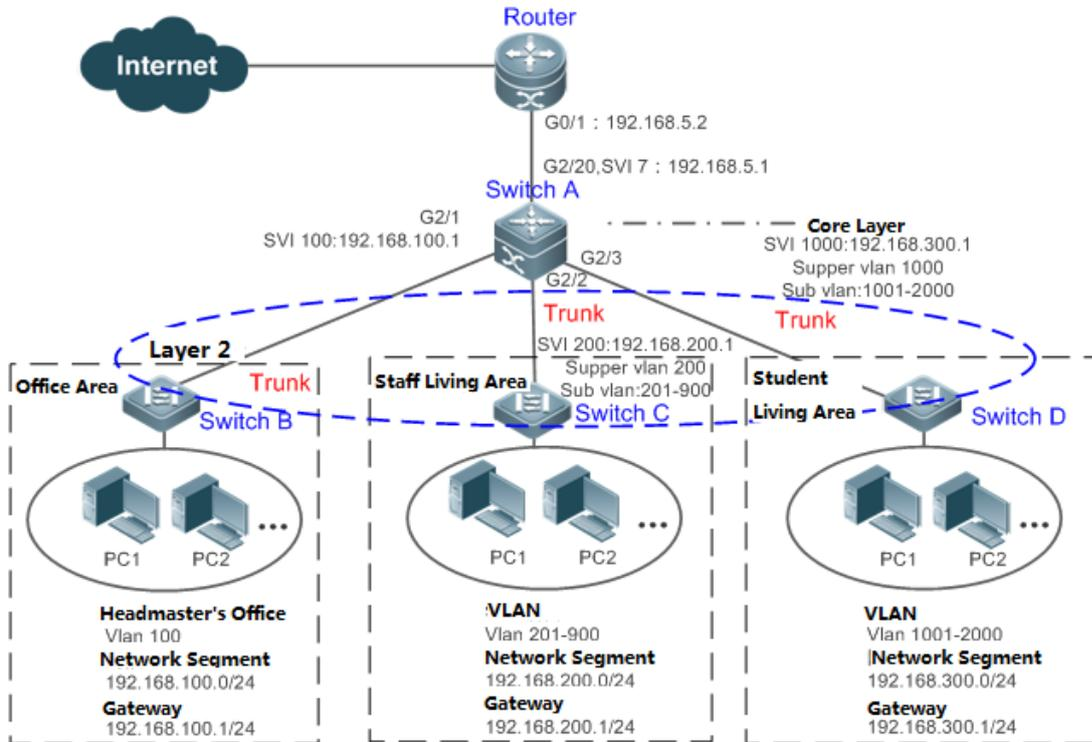 Router
Internet
G0/1 : 192.168.5.2
G2/20,SVI 7 : 192.168.5.1
Switch A
G2/1
SVI 100:192.168.100.1
G2/3
G2/2
Core Layer
SVI 1000:192.168.300.1
Supper vlan 1000
Sub vlan:1001-2000
Trunk
Trunk
Layer 2
SVI 200:192.168.200.1
Supper vlan 200
Sub vlan:201-900
Office Area
Trunk
Switch B
Staff Living Area
Switch C
Student
Living Area
Switch D
PC1
PC2
...
PC1
PC2
...
PC1
PC2
...
Headmaster's Office
Vlan 100
Network Segment
192.168.100.0/24
Gateway
192.168.100.1/24
VLAN
Vlan 201-900
Network Segment
192.168.200.0/24
Gateway
192.168.200.1/24
VLAN
Vlan 1001-2000
Network Segment
192.168.300.0/24
Gateway
192.168.300.1/24